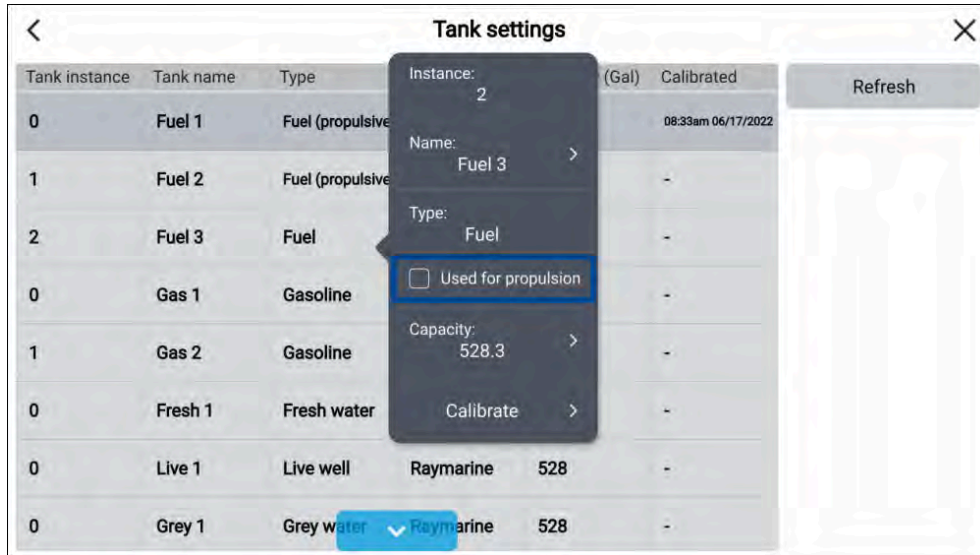 Tank settings
Tank instance Tank name Type (Gal) Calibrated
Refresh
0 Fuel 1 Fuel (propulsive 08:33am 06/17/2022
1 Fuel 2 Fuel (propulsive -
2 Fuel 3 Fuel -
0 Gas 1 Gasoline -
1 Gas 2 Gasoline -
0 Fresh 1 Fresh water -
0 Live 1 Live well Raymarine 528 -
0 Grey 1 Grey water Raymarine 528 -
Instance:
2
Name:
Fuel 3
Type:
Fuel
Used for propulsion
Capacity:
528.3
Calibrate